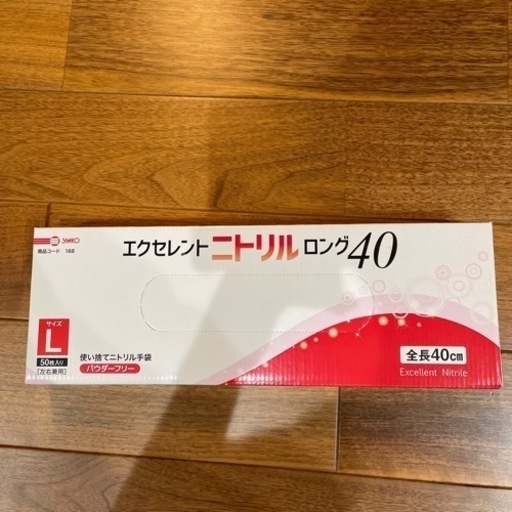 SANKO
商品コード 188
エクセレント ニトリル ロング 40
サイズ
L
50枚入り
［左右兼用］
使い捨てニトリル手袋
パウダーフリー
全長40cm
Excellent Nitrile